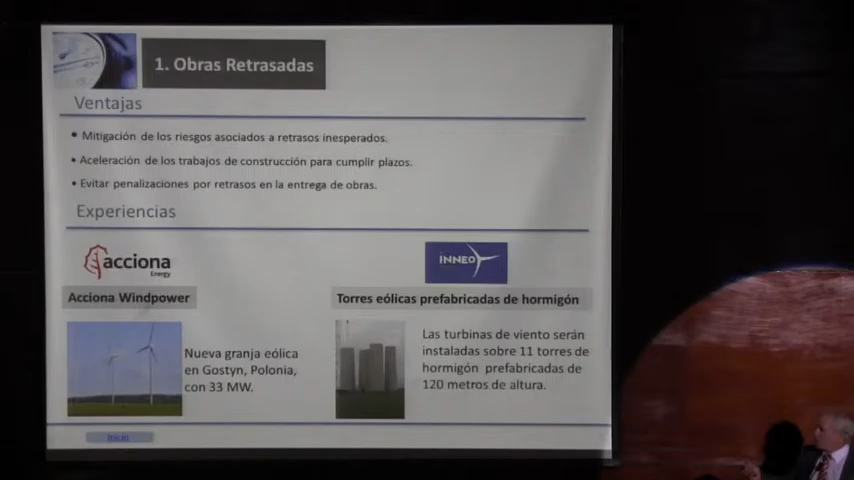 1. Obras Retrasadas
Ventajas
• Mitigación de los riesgos asociados a retrasos inesperados.
• Aceleración de los trabajos de construcción para cumplir plazos.
• Evitar penalizaciones por retrasos en la entrega de obras.
Experiencias
acciona
Energy
INNEO
Acciona Windpower
Torres eólicas prefabricadas de hormigón
Nueva granja eólica
en Gostyn, Polonia,
con 33 MW.
Las turbinas de viento serán
instaladas sobre 11 torres de
hormigón prefabricadas de
120 metros de altura.
Inicio